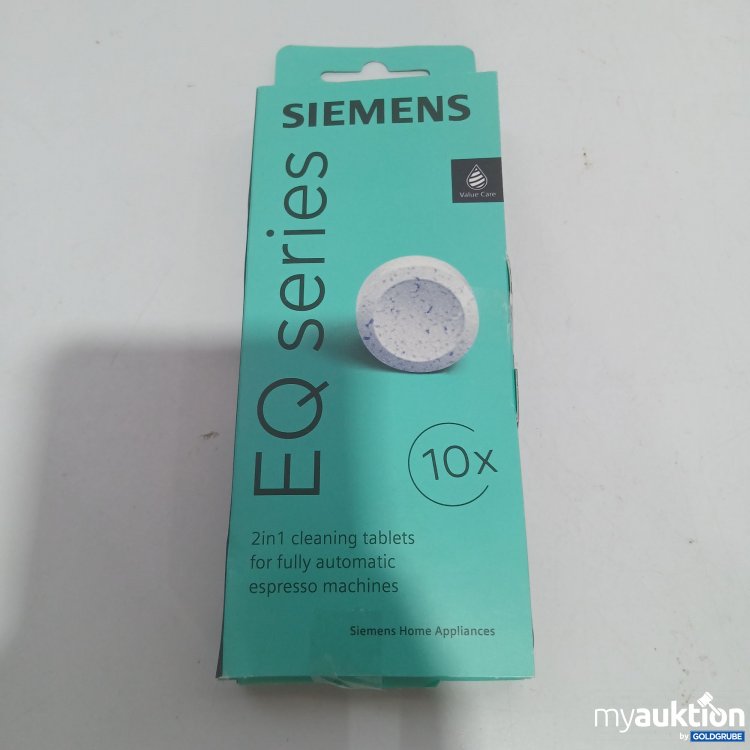 SIEMENS
Value Care
EQ series
10x
2in1 cleaning tablets
for fully automatic
espresso machines
Siemens Home Appliances
myauktion
by GOLDGRUBE